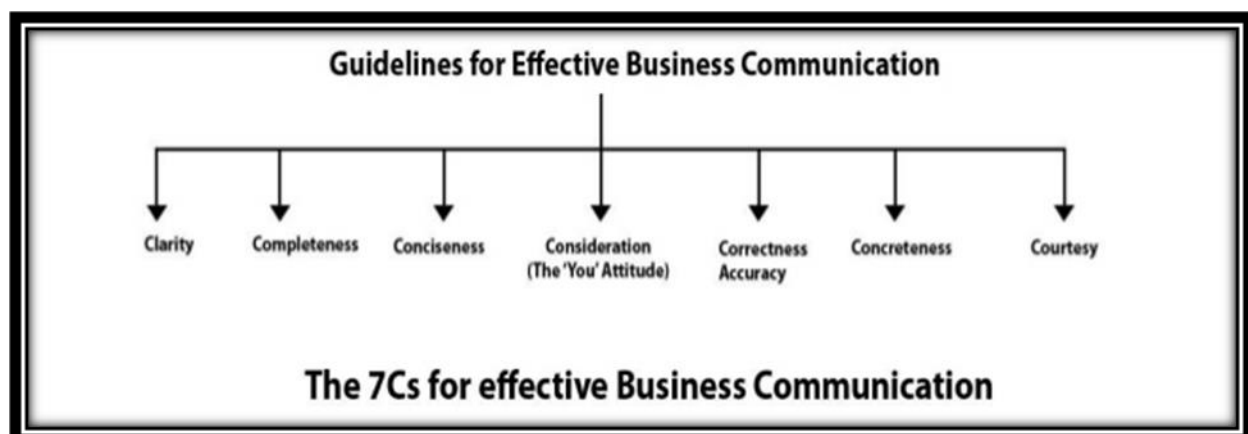 Guidelines for Effective Business Communication
Clarity
Completeness
Conciseness
Consideration
(The 'You' Attitude)
Correctness
Accuracy
Concreteness
Courtesy
The 7Cs for effective Business Communication